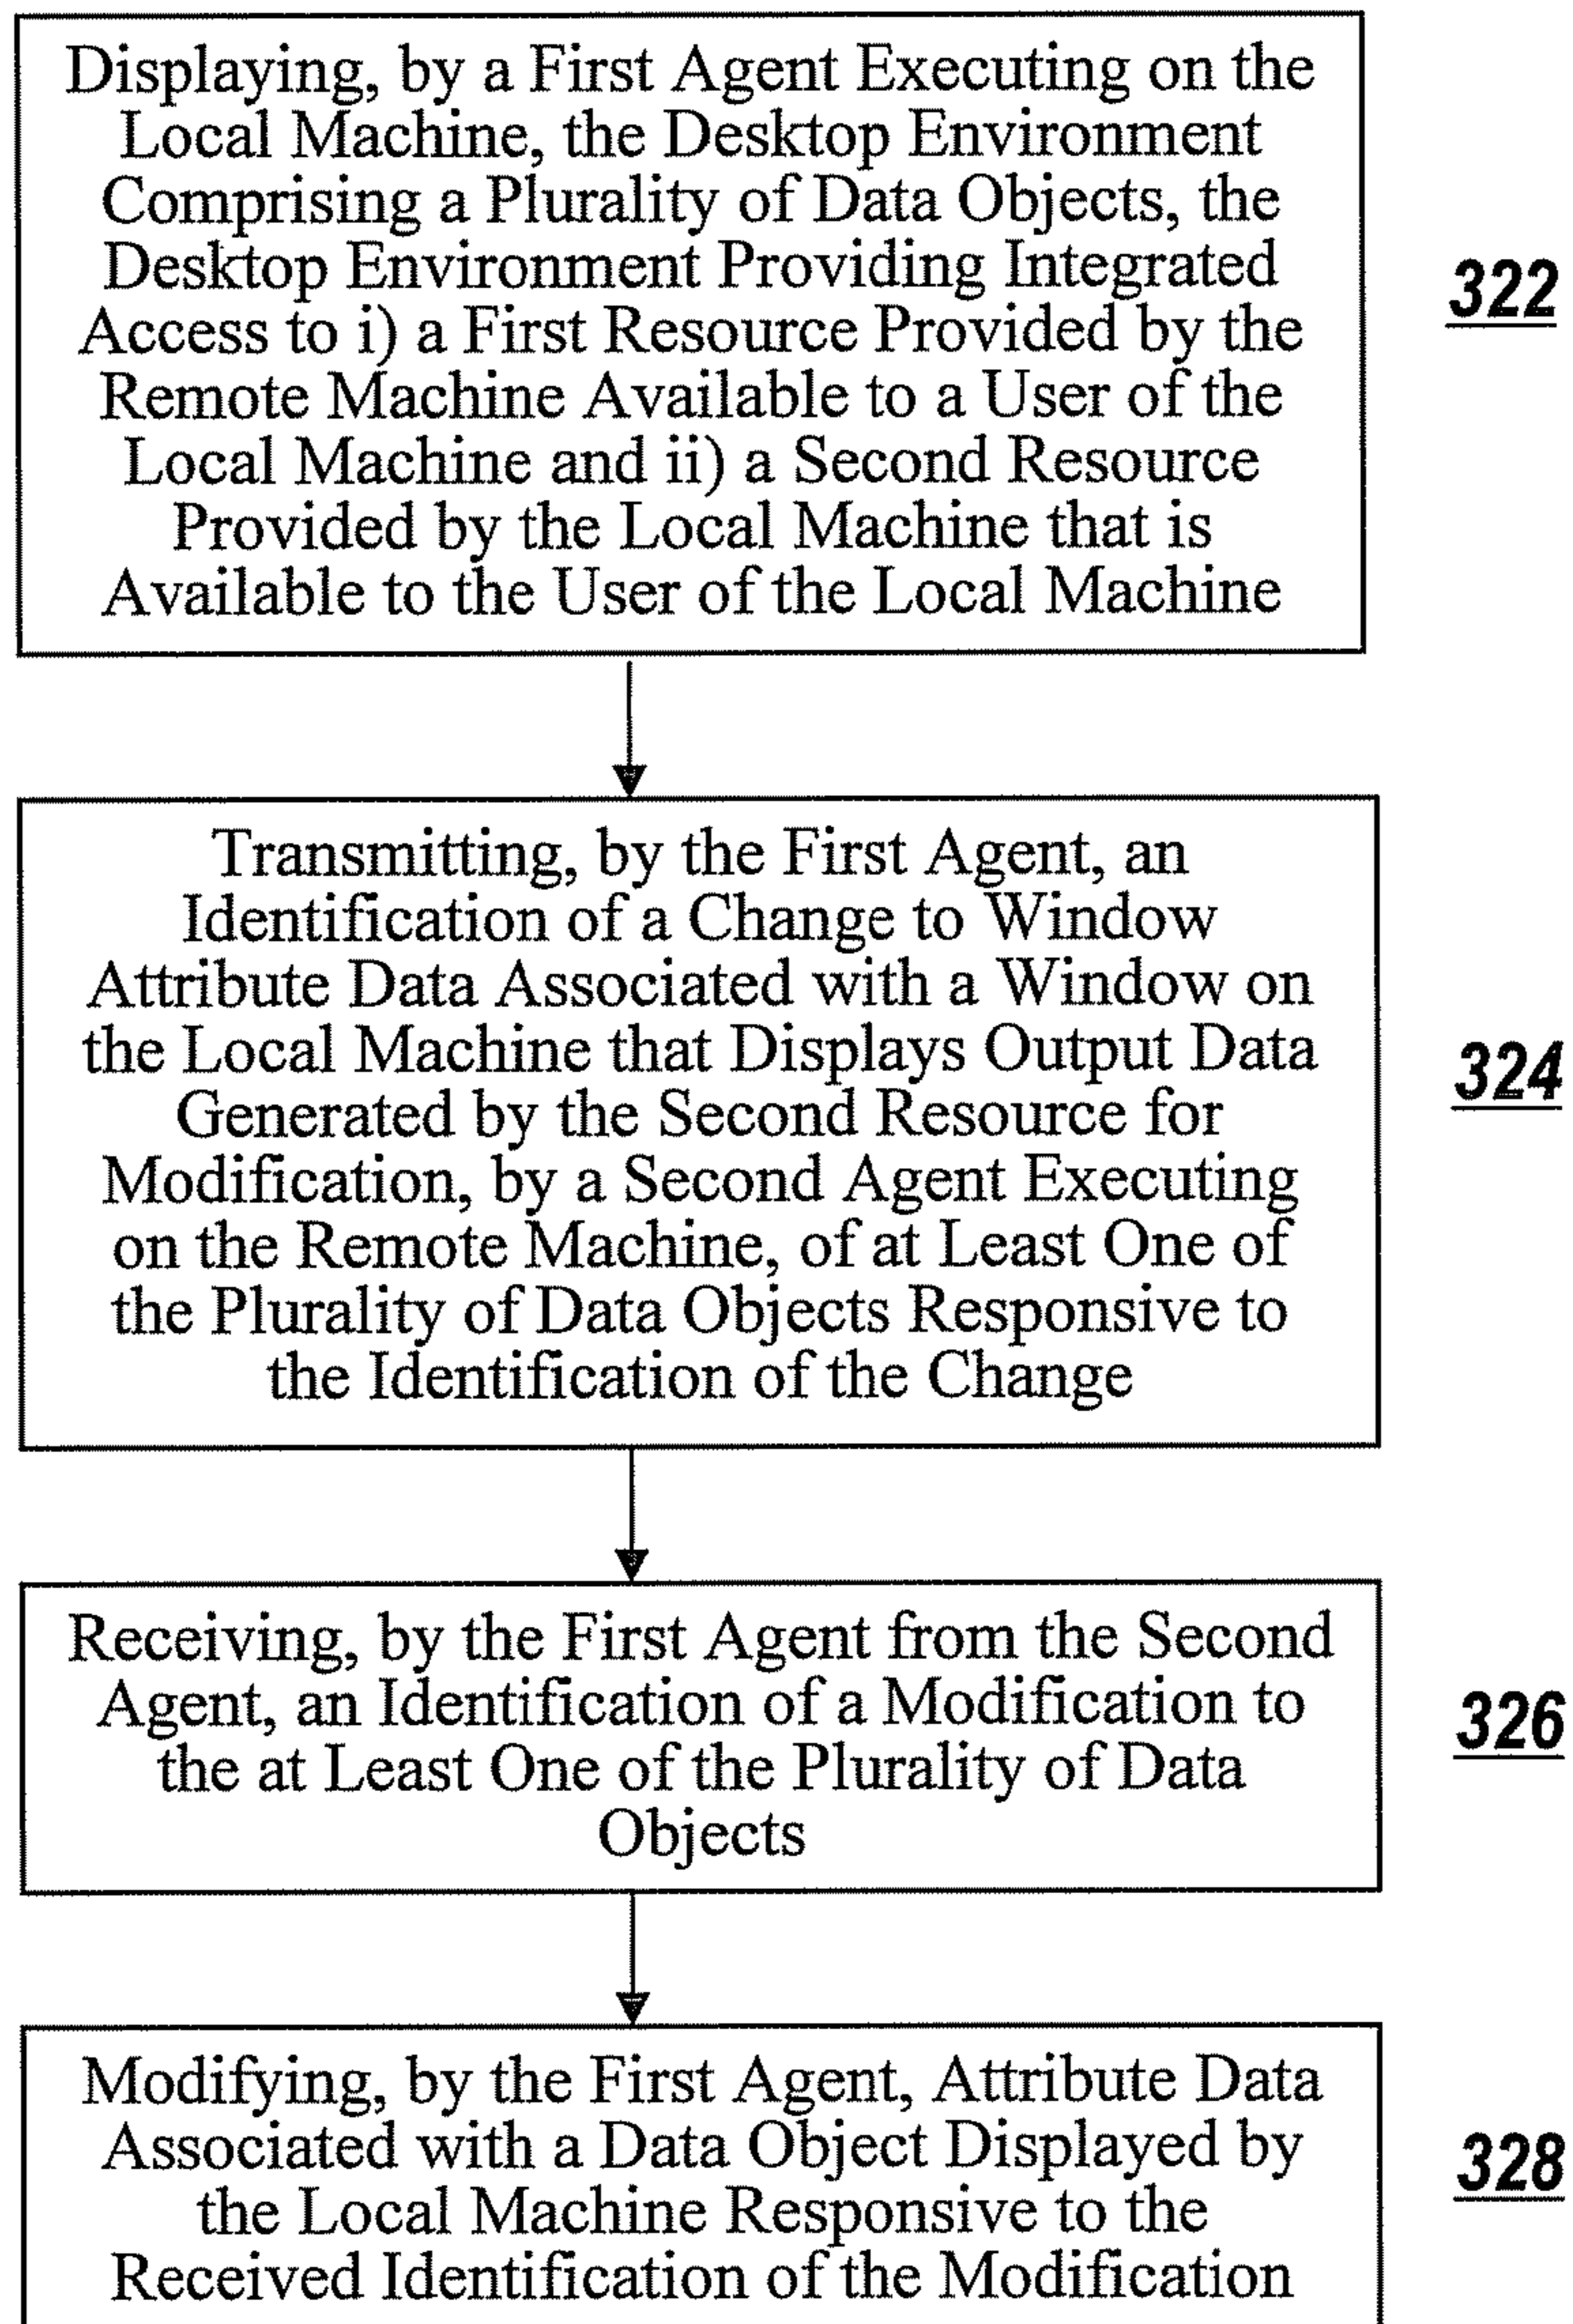 Displaying, by a First Agent Executing on the
Local Machine, the Desktop Environment
Comprising a Plurality of Data Objects, the
Desktop Environment Providing Integrated
Access to i) a First Resource Provided by the
Remote Machine Available to a User of the
Local Machine and ii) a Second Resource
Provided by the Local Machine that is
Available to the User of the Local Machine
322
Transmitting, by the First Agent, an
Identification of a Change to Window
Attribute Data Associated with a Window on
the Local Machine that Displays Output Data
Generated by the Second Resource for
Modification, by a Second Agent Executing
on the Remote Machine, of at Least One of
the Plurality of Data Objects Responsive to
the Identification of the Change
324
Receiving, by the First Agent from the Second
Agent, an Identification of a Modification to
the at Least One of the Plurality of Data
Objects
326
Modifying, by the First Agent, Attribute Data
Associated with a Data Object Displayed by
the Local Machine Responsive to the
Received Identification of the Modification
328